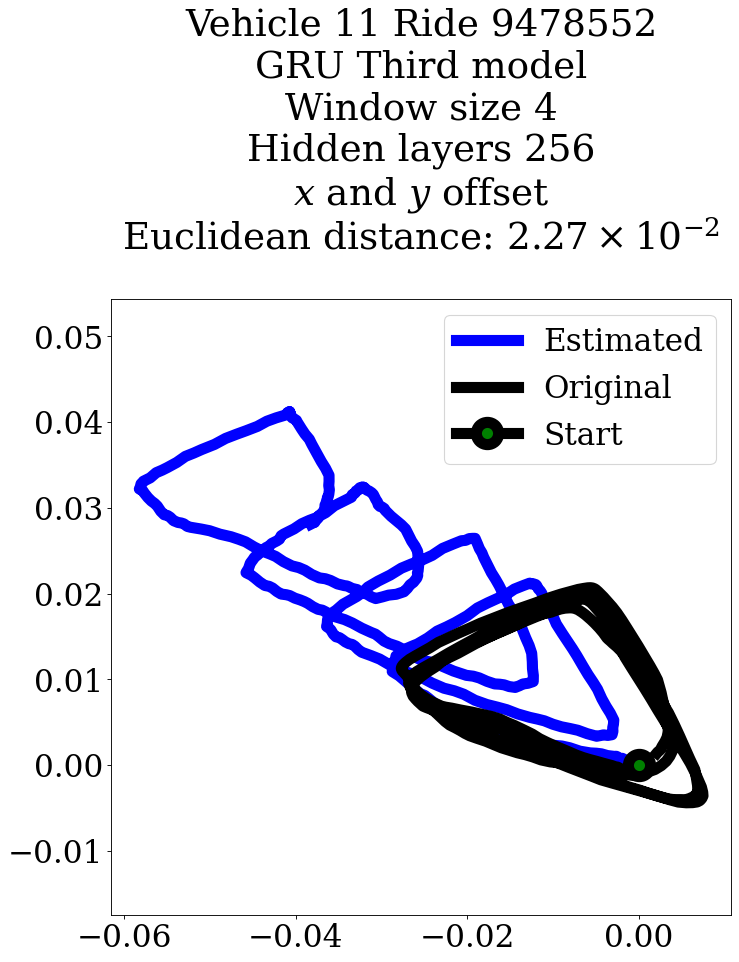 Vehicle 11 Ride 9478552
GRU Third model
Window size 4
Hidden layers 256
x and y offset
Euclidean distance: 2.27 × 10⁻²
Estimated
Original
Start
0.05
0.04
0.03
0.02
0.01
0.00
−0.01
−0.06
−0.04
−0.02
0.00